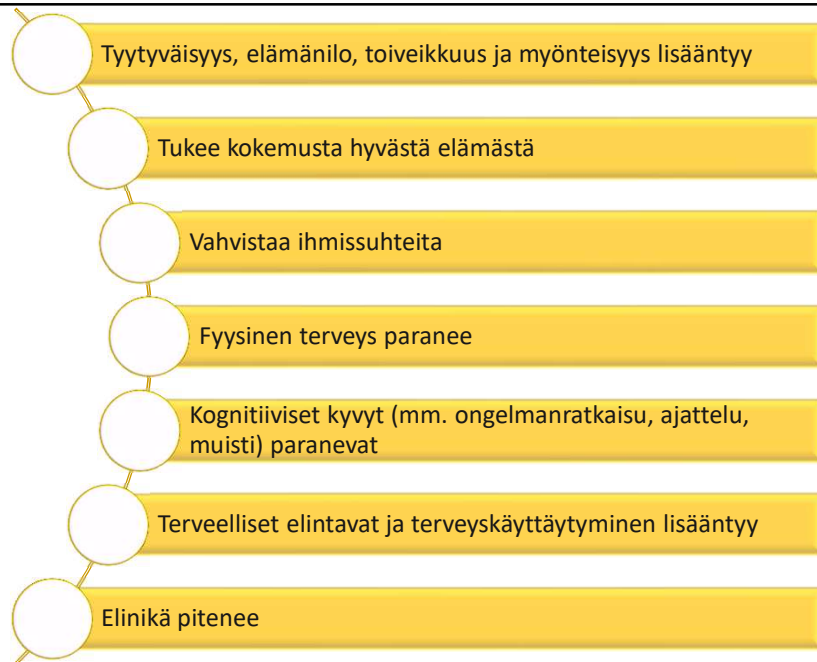 Tyytyväisyys, elämänilo, toiveikkuus ja myönteisyys lisääntyy
Tukee kokemusta hyvästä elämästä
Vahvistaa ihmissuhteita
Fyysinen terveys paranee
Kognitiiviset kyvyt (mm. ongelmanratkaisu, ajattelu,
muisti) paranevat
Terveelliset elintavat ja terveyskäyttäytyminen lisääntyy
Elinikä pitenee